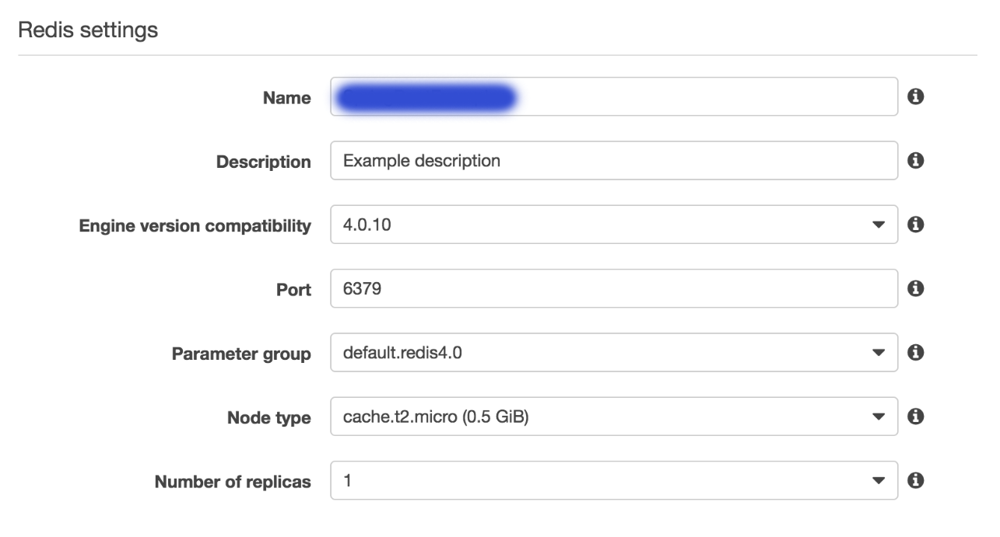 Redis settings
Name
Description Example description
Engine version compatibility 4.0.10
Port 6379
Parameter group default.redis4.0
Node type cache.t2.micro (0.5 GiB)
Number of replicas 1